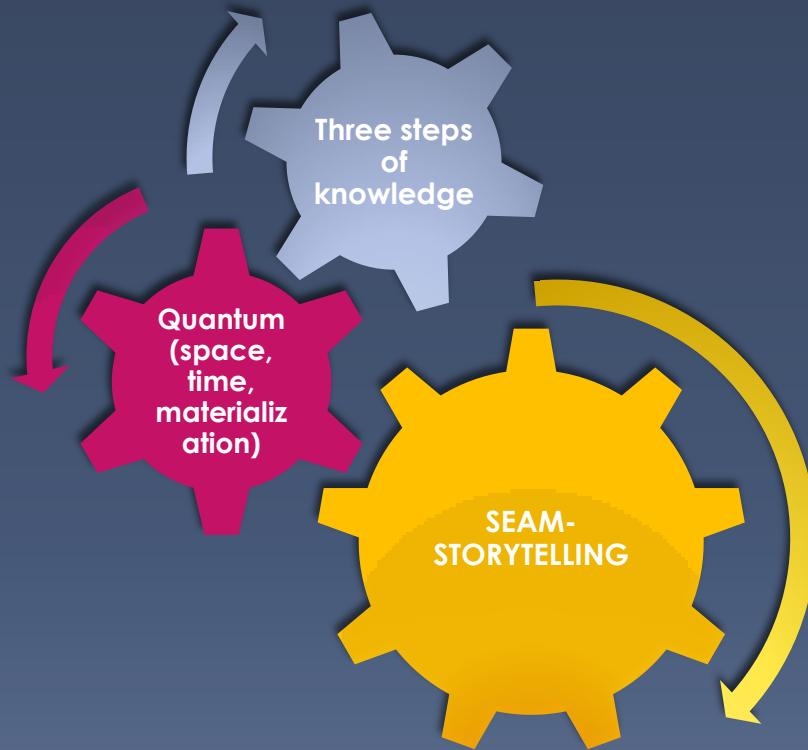 Three steps
of
knowledge
Quantum
(space,
time,
materializ
ation)
SEAM-
STORYTELLING